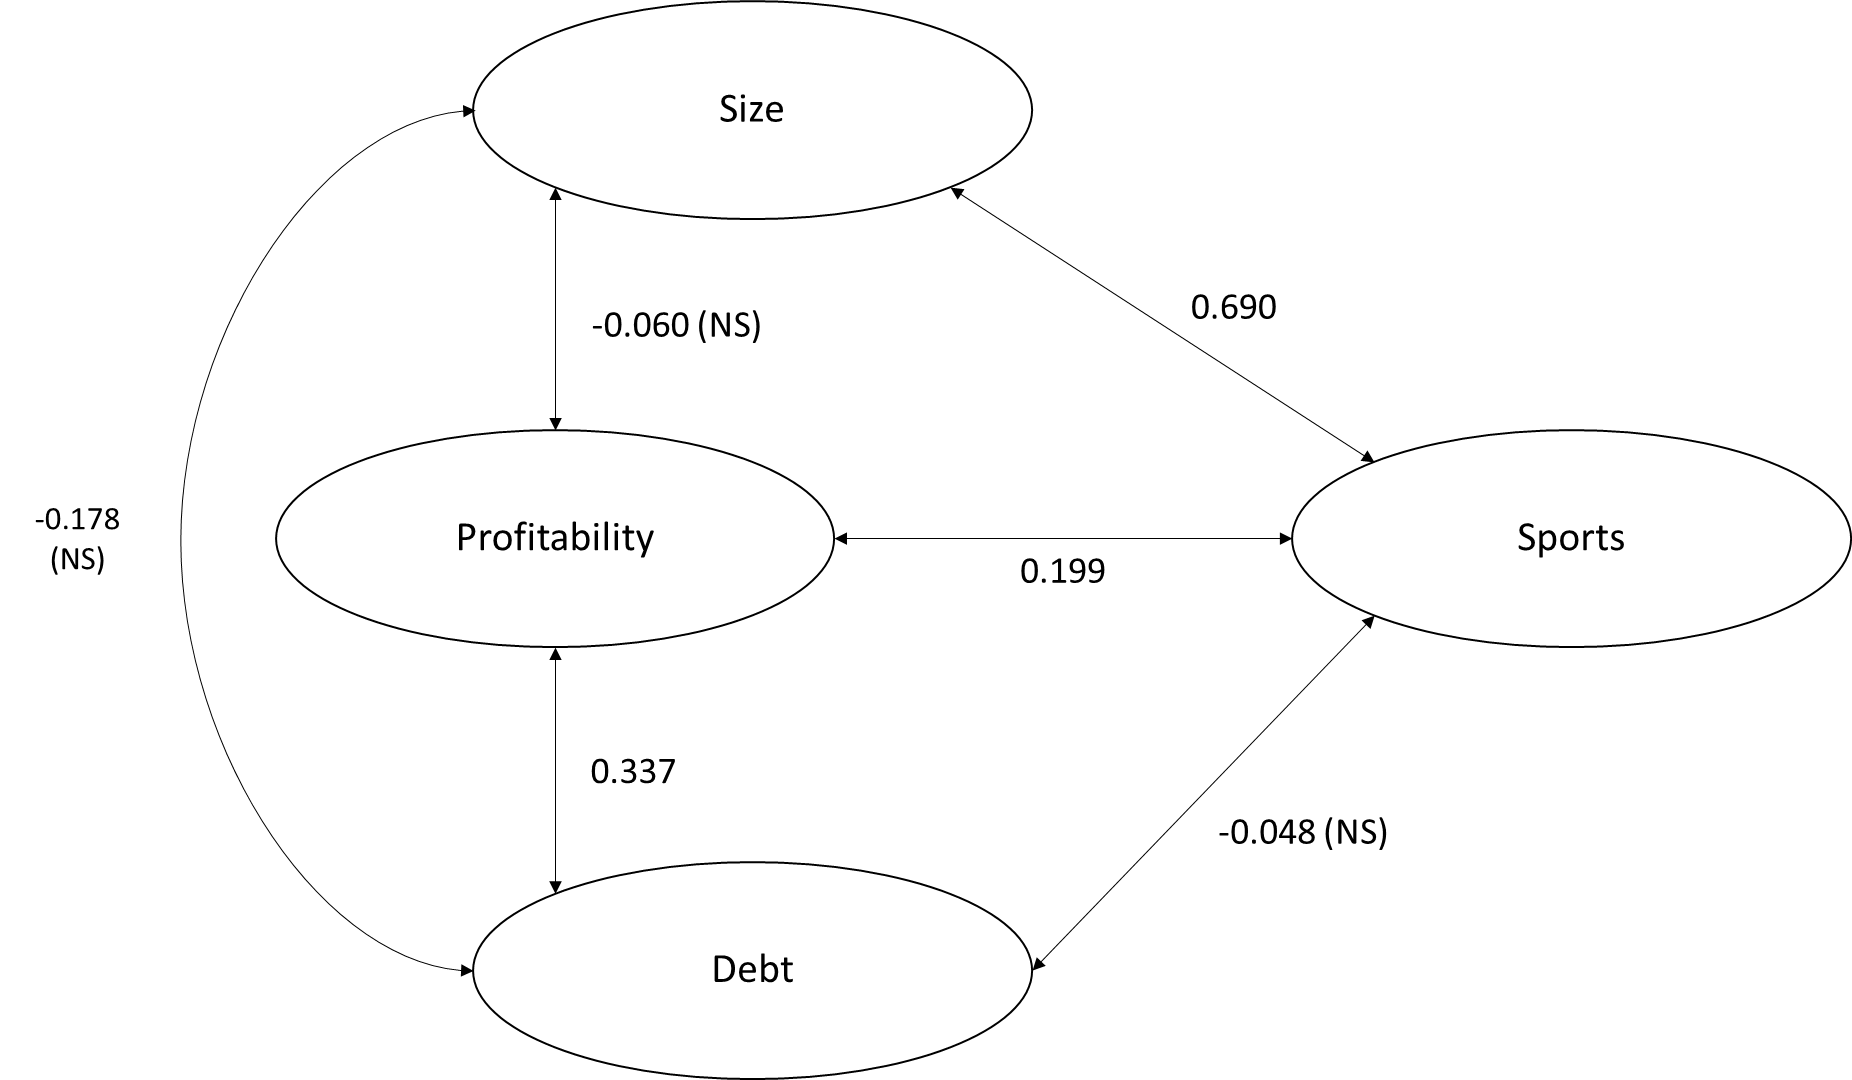 Size
-0.060 (NS)
0.690
-0.178
(NS)
Profitability
0.199
Sports
0.337
-0.048 (NS)
Debt